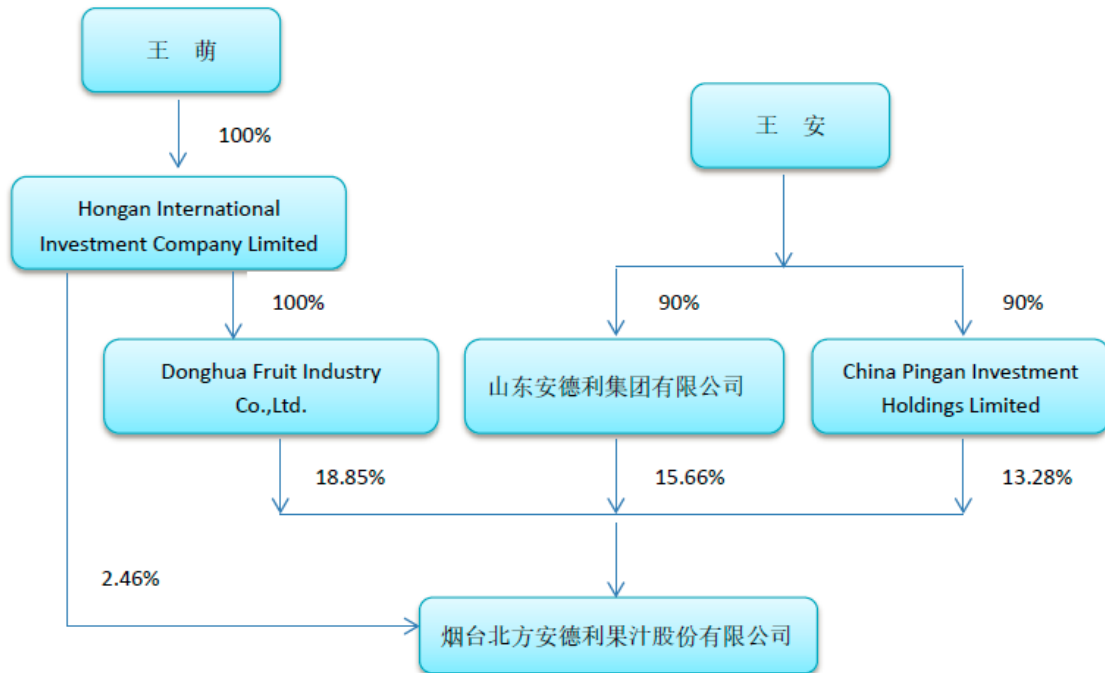 王 萌
王 安
100%
Hongan International
Investment Company Limited
100%
90%
90%
Donghua Fruit Industry
Co.,Ltd.
山东安德利集团有限公司
China Pingan Investment
Holdings Limited
18.85%
15.66%
13.28%
2.46%
烟台北方安德利果汁股份有限公司